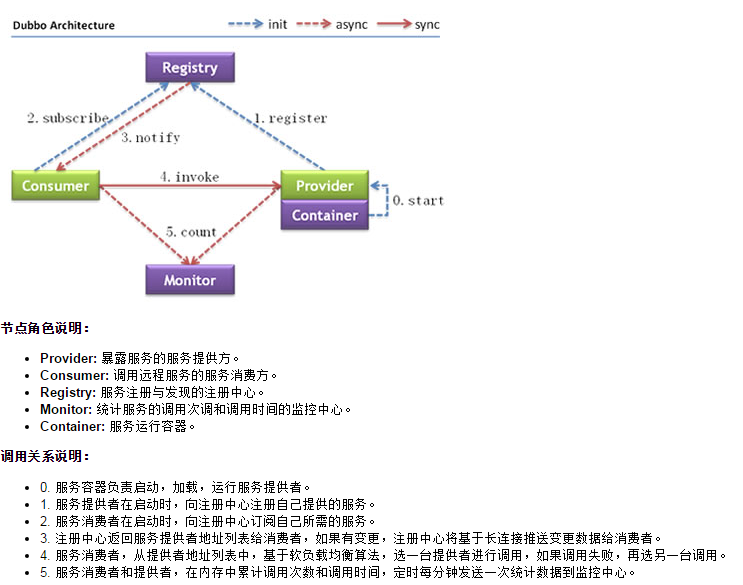 Dubbo Architecture
init
async
sync
Registry
2. subscribe
1. register
3. notify
Consumer
4. invoke
Provider
Container
0. start
5. count
Monitor
节点角色说明：
Provider: 暴露服务的服务提供方。
Consumer: 调用远程服务的服务消费方。
Registry: 服务注册与发现的注册中心。
Monitor: 统计服务的调用次调和调用时间的监控中心。
Container: 服务运行容器。
调用关系说明：
0. 服务容器负责启动，加载，运行服务提供者。
1. 服务提供者在启动时，向注册中心注册自己提供的服务。
2. 服务消费者在启动时，向注册中心订阅自己所需的服务。
3. 注册中心返回服务提供者地址列表给消费者，如果有变更，注册中心将基于长连接推送变更数据给消费者。
4. 服务消费者，从提供者地址列表中，基于软负载均衡算法，选一台提供者进行调用，如果调用失败，再选另一台调用。
5. 服务消费者和提供者，在内存中累计调用次数和调用时间，定时每分钟发送一次统计数据到监控中心。